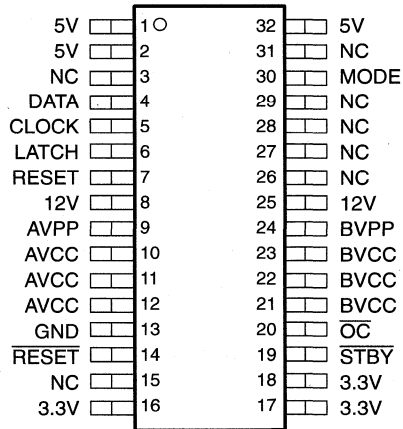 5V 1 32 5V
5V 2 31 NC
NC 3 30 MODE
DATA 4 29 NC
CLOCK 5 28 NC
LATCH 6 27 NC
RESET 7 26 NC
12V 8 25 12V
AVPP 9 24 BVPP
AVCC 10 23 BVCC
AVCC 11 22 BVCC
AVCC 12 21 BVCC
GND 13 20 O̅C̅
R̅E̅S̅E̅T̅ 14 19 S̅T̅B̅Y̅
NC 15 18 3.3V
3.3V 16 17 3.3V